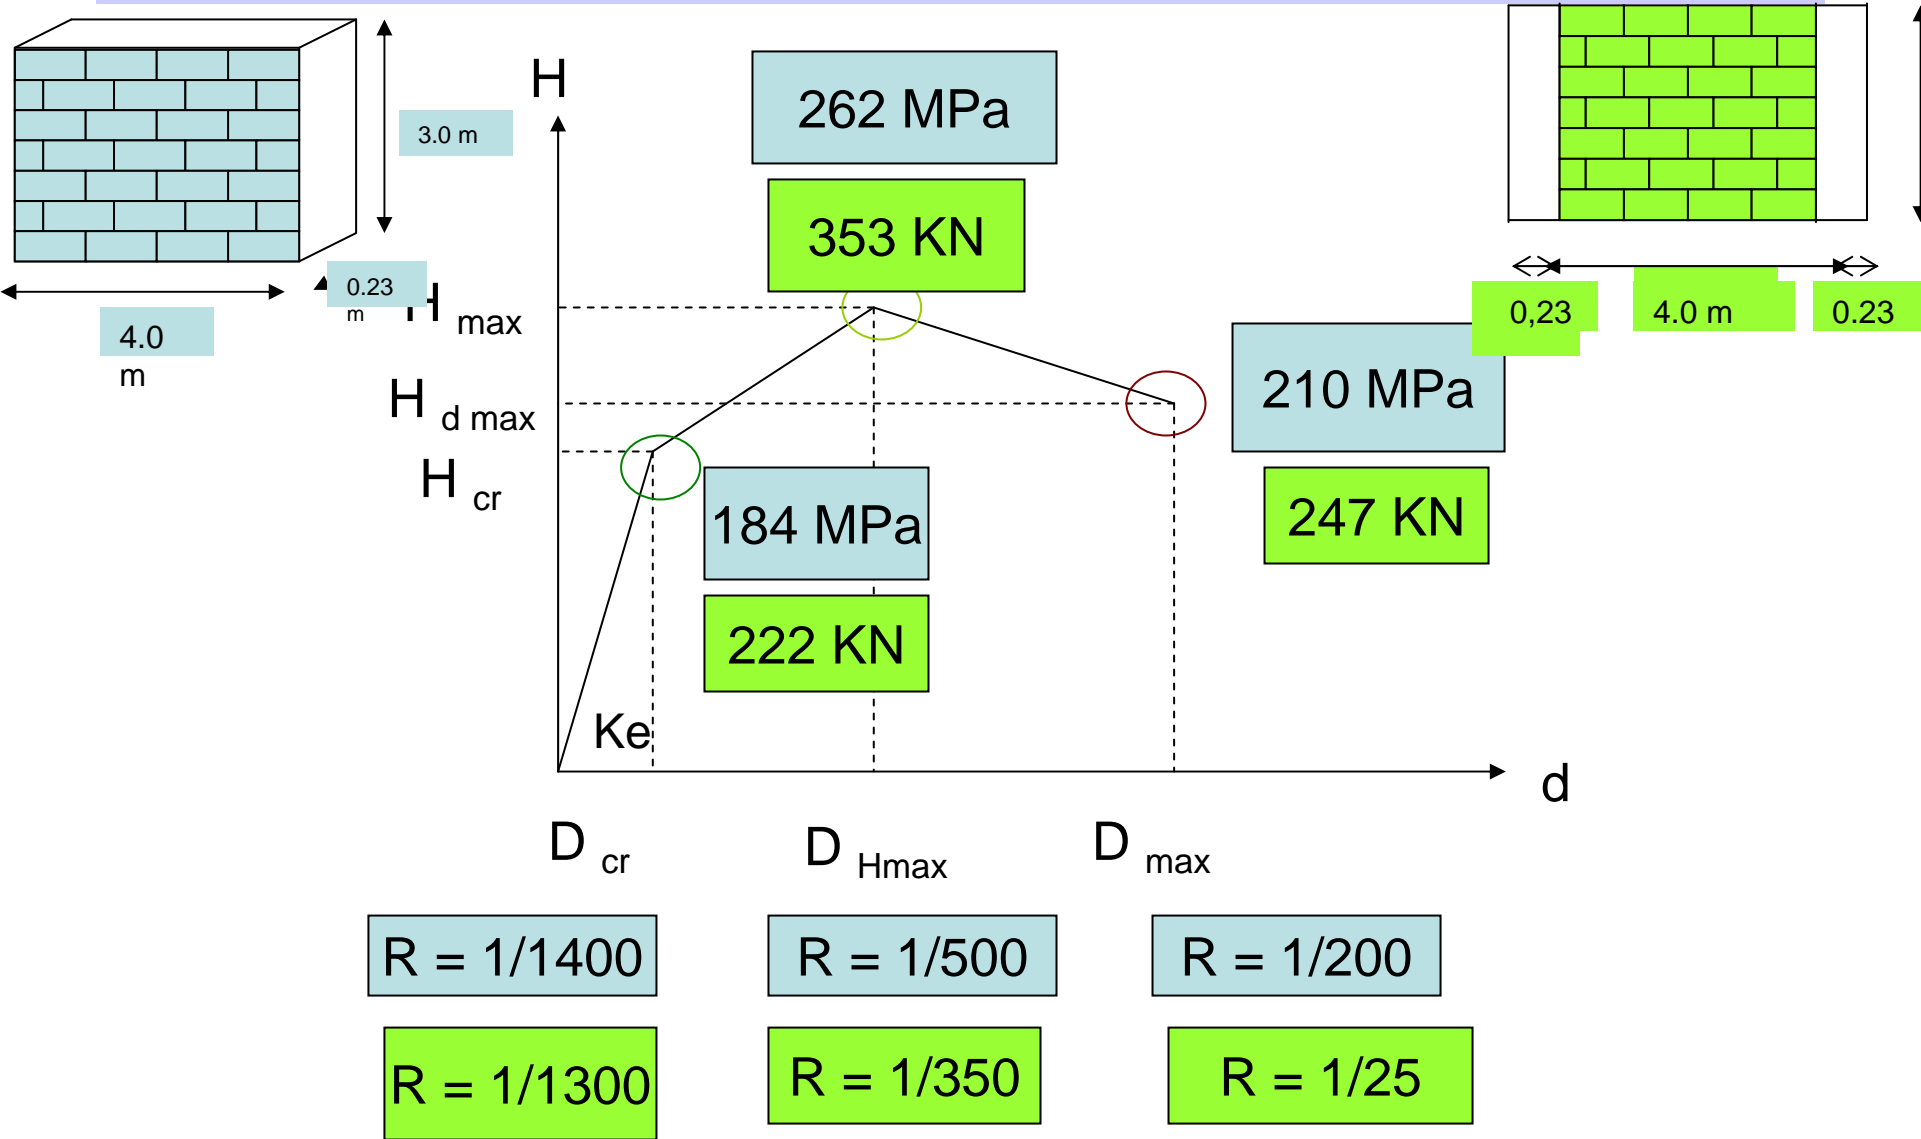 H
262 MPa
3.0 m
353 KN
0.23
m
H max
0,23
4.0 m
0.23
4.0
m
210 MPa
H d max
H cr
184 MPa
247 KN
222 KN
Ke
d
D cr
D Hmax
D max
R = 1/1400
R = 1/500
R = 1/200
R = 1/1300
R = 1/350
R = 1/25